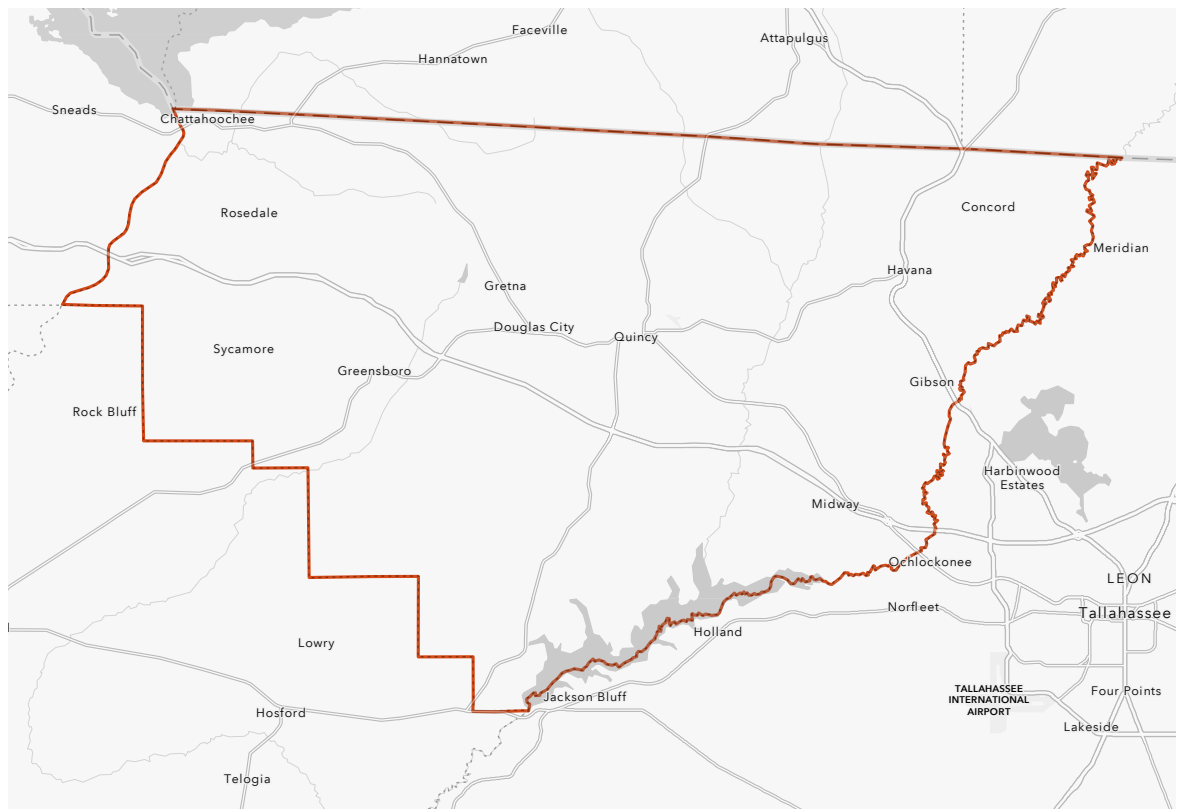 Faceville
Attapulgus
Hannatown
Sneads
Chattahoochee
Rosedale
Concord
Meridian
Havana
Gretna
Douglas City
Quincy
Sycamore
Greensboro
Gibson
Rock Bluff
Harbinwood
Estates
Midway
Ochlockonee
LEON
Norfleet
Tallahassee
Holland
Lowry
TALLAHASSEE
INTERNATIONAL
AIRPORT
Four Points
Jackson Bluff
Hosford
Lakeside
Telogia